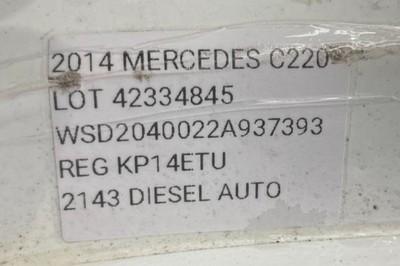 2014 MERCEDES C220
LOT 42334845
WSD2040022A937393
REG KP14ETU
2143 DIESEL AUTO